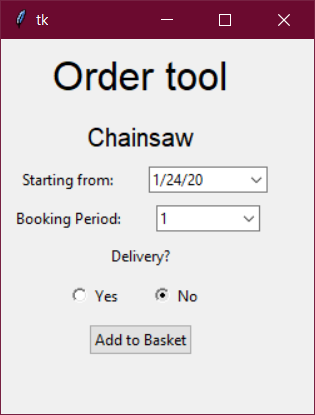 tk
Order tool
Chainsaw
Starting from: 1/24/20
Booking Period: 1
Delivery?
Yes No
Add to Basket